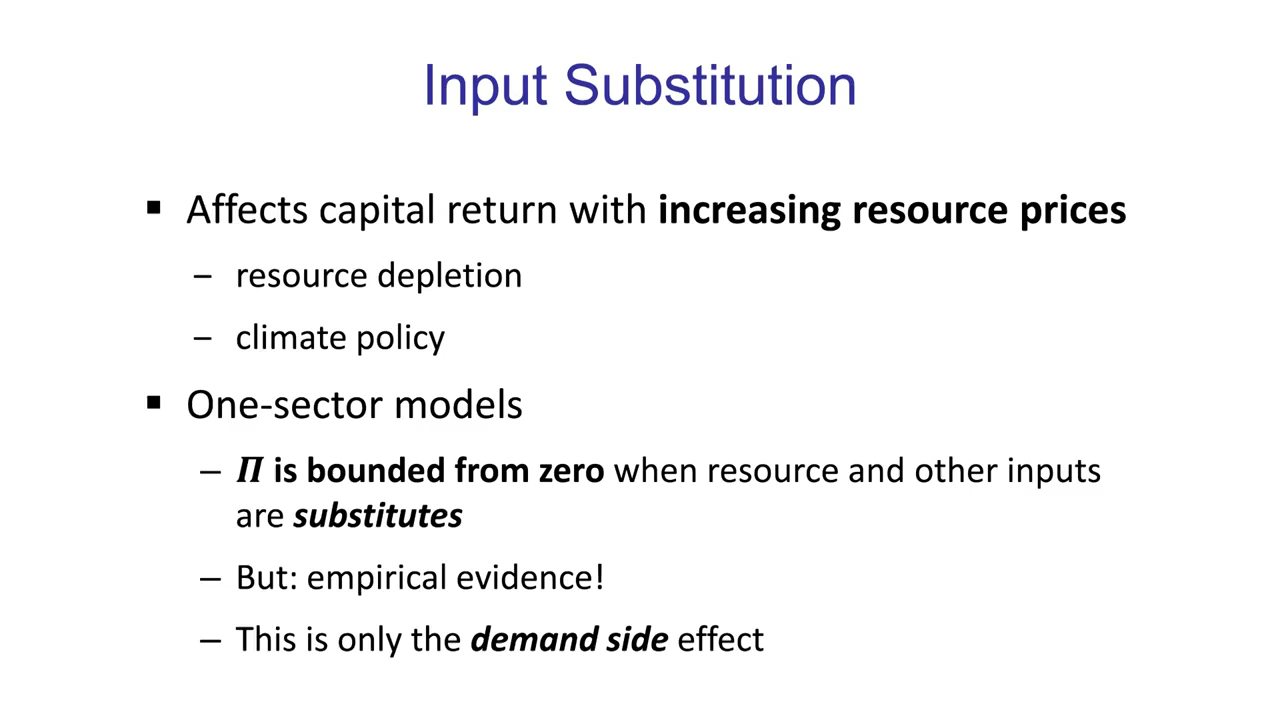 Input Substitution
▪ Affects capital return with increasing resource prices
– resource depletion
– climate policy
▪ One-sector models
– Π is bounded from zero when resource and other inputs
are substitutes
– But: empirical evidence!
– This is only the demand side effect